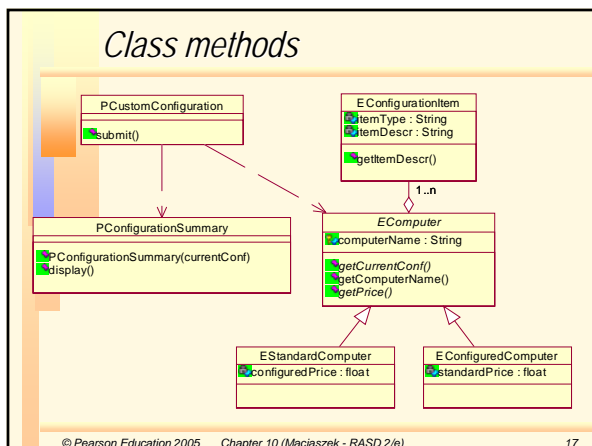 Class methods
PCustomConfiguration
submit()
EConfigurationItem
itemType : String
itemDescr : String
getItemDescr()
1..n
PConfigurationSummary
PConfigurationSummary(currentConf)
display()
EComputer
computerName : String
getCurrentConf()
getComputerName()
getPrice()
EStandardComputer
configuredPrice : float
EConfiguredComputer
standardPrice : float
© Pearson Education 2005 Chapter 10 (Maciaszek - RASD 2/e) 17